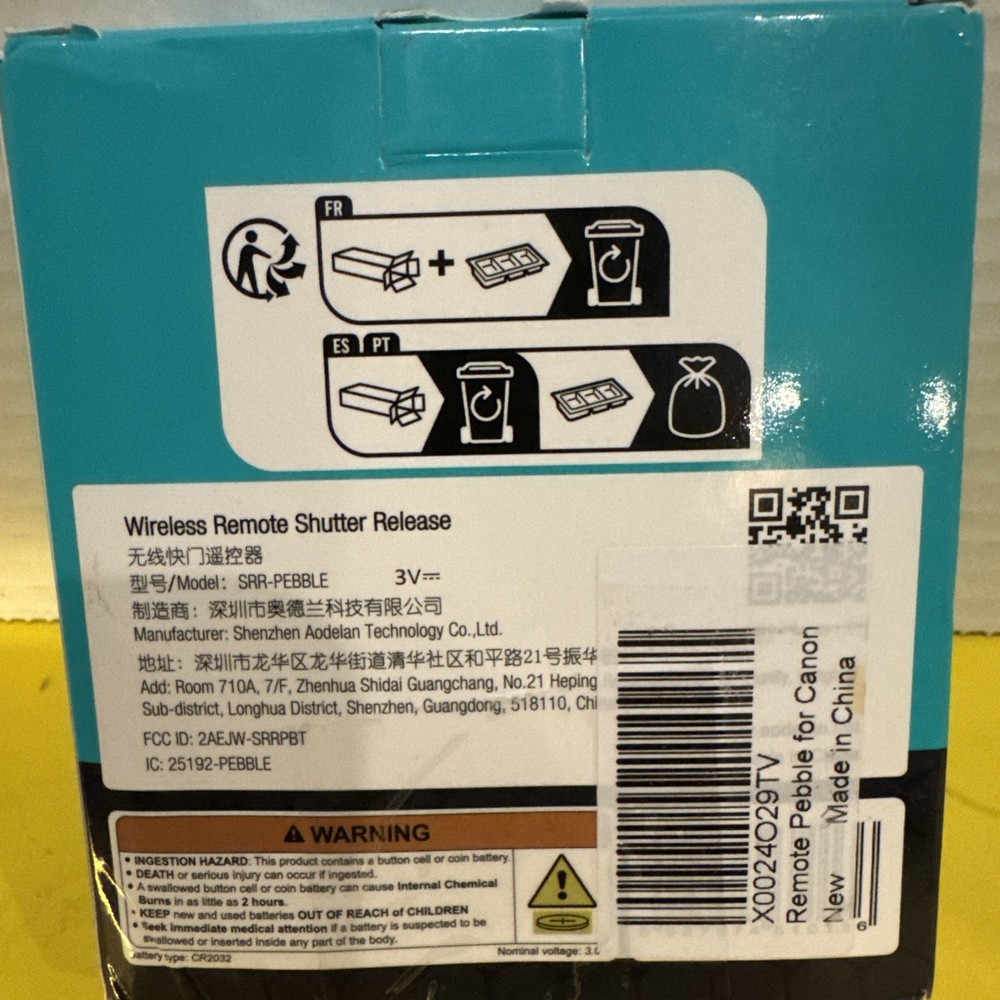 FR
ES PT
Wireless Remote Shutter Release
无线快门遥控器
型号/Model: SRR-PEBBLE 3V
制造商：深圳市奥德兰科技有限公司
Manufacturer: Shenzhen Aodelan Technology Co.,Ltd.
地址：深圳市龙华区龙华街道清华社区和平路21号振华
Add: Room 710A, 7/F, Zhenhua Shidai Guangchang, No.21 Heping
Sub-district, Longhua District, Shenzhen, Guangdong, 518110, Chi
FCC ID: 2AEJW-SRRPBT
IC: 25192-PEBBLE
WARNING
• INGESTION HAZARD: This product contains a button cell or coin battery.
• DEATH or serious injury can occur if ingested.
• A swallowed button cell or coin battery can cause Internal Chemical
Burns in as little as 2 hours.
• KEEP new and used batteries OUT OF REACH of CHILDREN
• Seek immediate medical attention if a battery is suspected to be
swallowed or inserted inside any part of the body.
Battery type: CR2032
Nominal voltage: 3.0
X0024O29TV
Remote Pebble for Canon
New Made in China
6